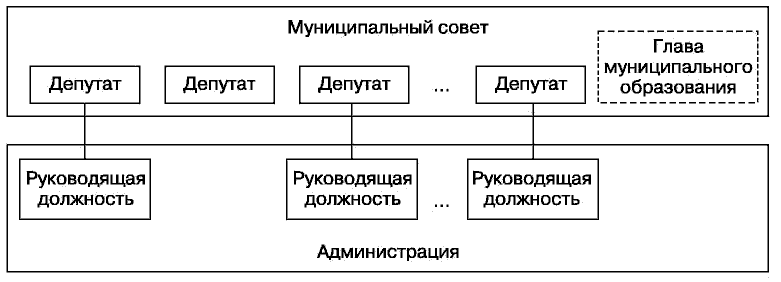 Муниципальный совет
Глава
муниципального
образования
Депутат
Депутат
Депутат
...
Депутат
Руководящая
должность
Руководящая
должность
...
Руководящая
должность
Администрация